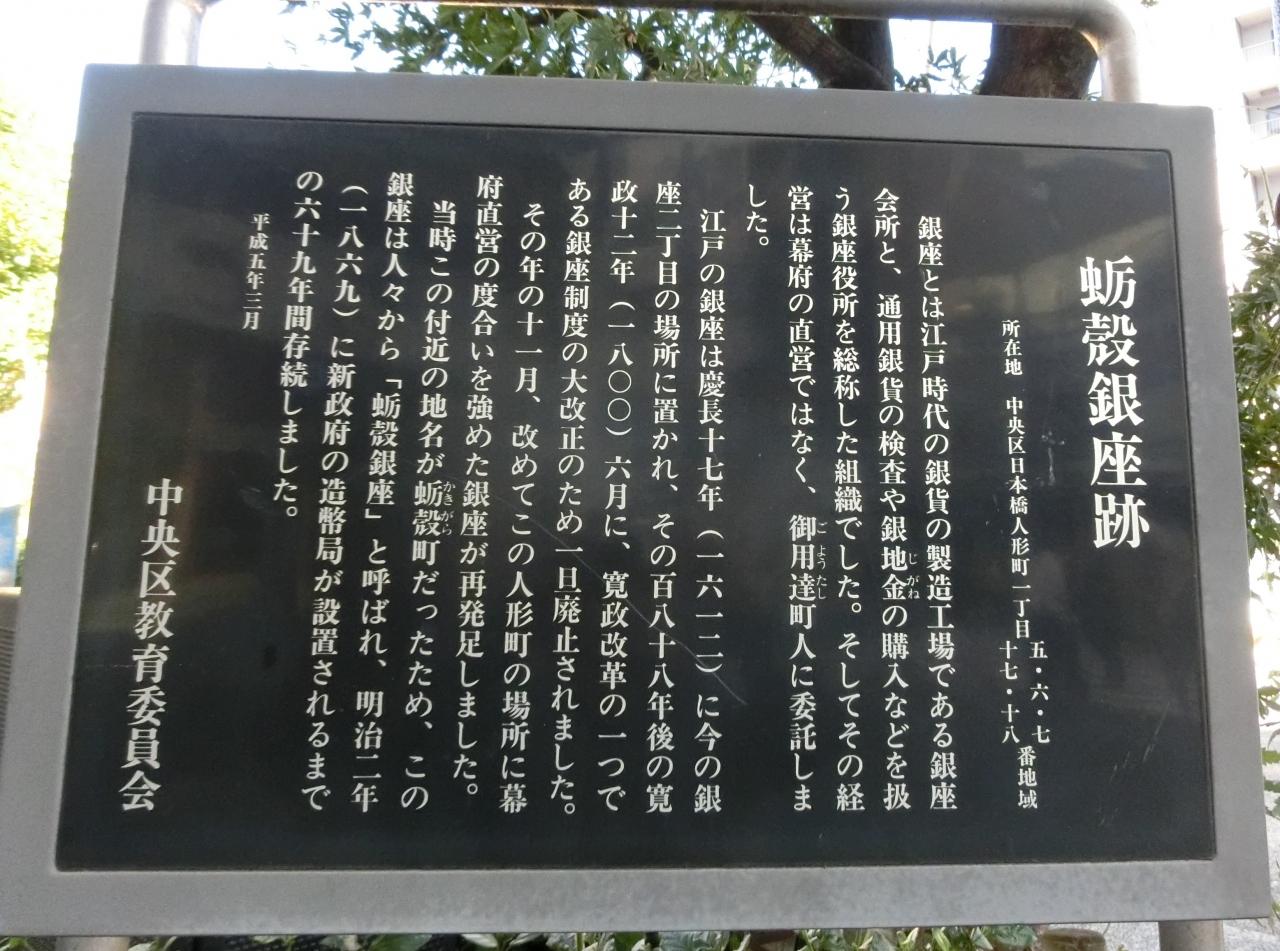 蛎殻銀座跡
所在地 中央区日本橋人形町一丁目 五・六・七 十七・十八 番地域
銀座とは江戸時代の銀貨の製造工場である銀座
会所と、通用銀貨の検査や銀地金の購入などを扱
う銀座役所を総称した組織でした。そしてその経
営は幕府の直営ではなく、御用達町人に委託しま
した。
江戸の銀座は慶長十七年（一六一二）に今の銀
座二丁目の場所に置かれ、その百八十八年後の寛
政十二年（一八〇〇）六月に、寛政改革の一つで
ある銀座制度の大改正のため一旦廃止されました。
その年の十一月、改めてこの人形町の場所に幕
府直営の度合いを強めた銀座が再発足しました。
当時この付近の地名が蛎殻町だったため、この
銀座は人々から「蛎殻銀座」と呼ばれ、明治二年
（一八六九）に新政府の造幣局が設置されるまで
の六十九年間存続しました。
平成五年三月
中央区教育委員会